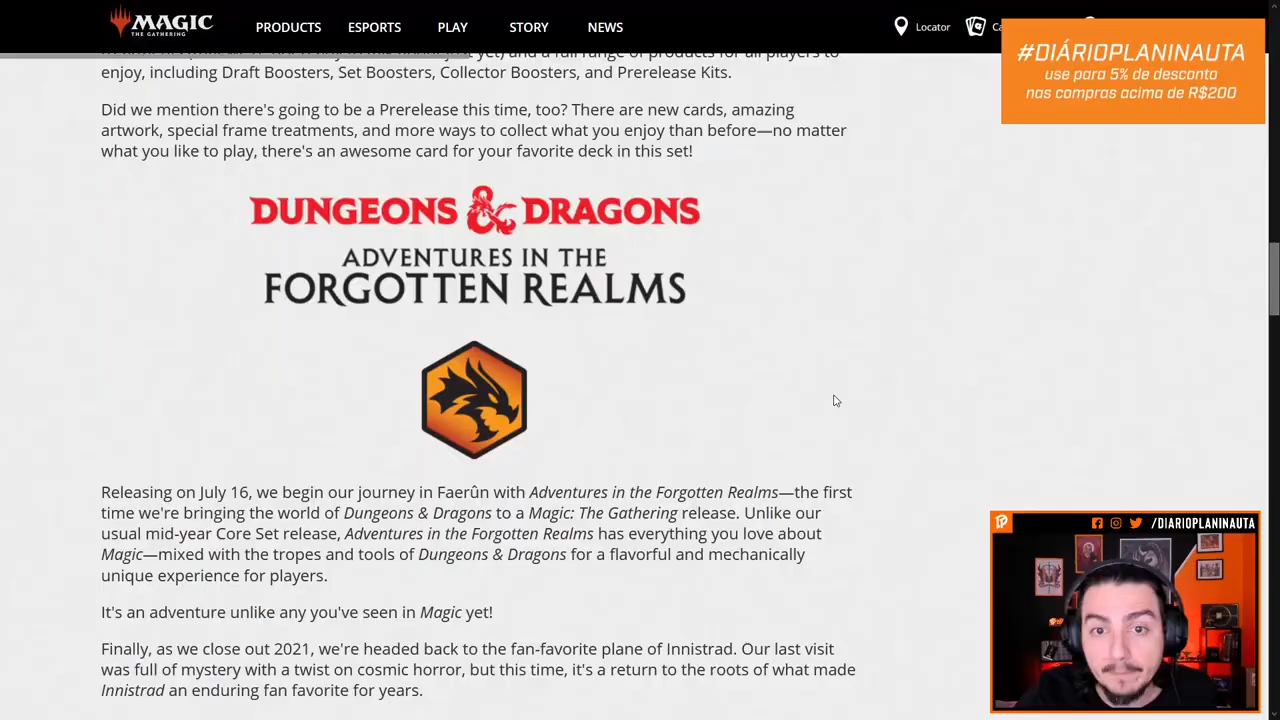 MAGIC
THE GATHERING
PRODUCTS
ESPORTS
PLAY
STORY
NEWS
Locator
#DIÁRIOPLANINAUTA
use para 5% de desconto
nas compras acima de R$200
enjoy, including Draft Boosters, Set Boosters, Collector Boosters, and Prerelease Kits.
Did we mention there's going to be a Prerelease this time, too? There are new cards, amazing
artwork, special frame treatments, and more ways to collect what you enjoy than before—no matter
what you like to play, there's an awesome card for your favorite deck in this set!
DUNGEONS & DRAGONS
ADVENTURES IN THE
FORGOTTEN REALMS
Releasing on July 16, we begin our journey in Faerûn with Adventures in the Forgotten Realms—the first
time we're bringing the world of Dungeons & Dragons to a Magic: The Gathering release. Unlike our
usual mid-year Core Set release, Adventures in the Forgotten Realms has everything you love about
Magic—mixed with the tropes and tools of Dungeons & Dragons for a flavorful and mechanically
unique experience for players.
It's an adventure unlike any you've seen in Magic yet!
Finally, as we close out 2021, we're headed back to the fan-favorite plane of Innistrad. Our last visit
was full of mystery with a twist on cosmic horror, but this time, it's a return to the roots of what made
Innistrad an enduring fan favorite for years.
/DIARIOPLANINAUTA